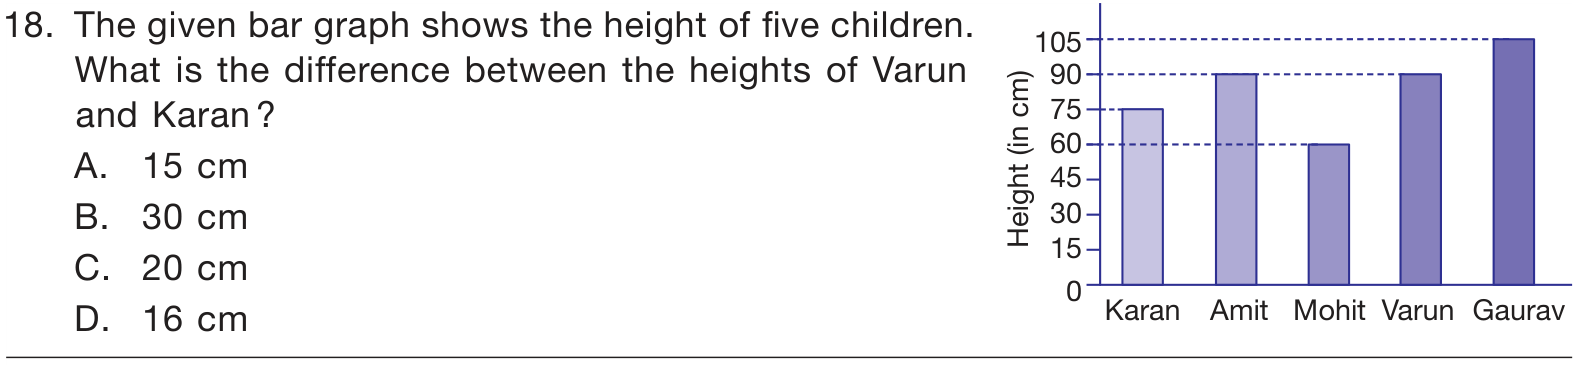 18. The given bar graph shows the height of five children.
What is the difference between the heights of Varun
and Karan?
A. 15 cm
B. 30 cm
C. 20 cm
D. 16 cm
Height (in cm)
105
90
75
60
45
30
15
0
Karan Amit Mohit Varun Gaurav